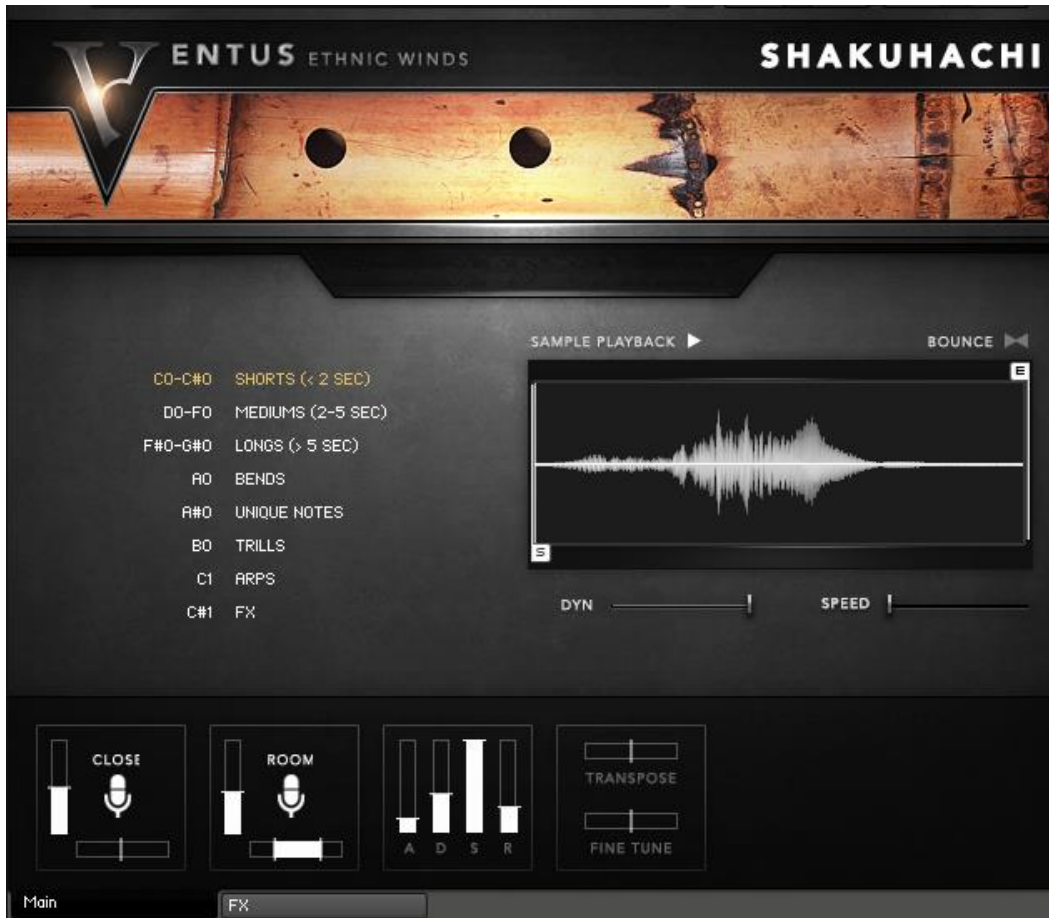 VENTUS ETHNIC WINDS
SHAKUHACHI
SAMPLE PLAYBACK
BOUNCE
C0-C#0 SHORTS (< 2 SEC)
D0-F0 MEDIUMS (2-5 SEC)
F#0-G#0 LONGS (> 5 SEC)
A0 BENDS
A#0 UNIQUE NOTES
B0 TRILLS
C1 ARPS
C#1 FX
E
S
DYN
SPEED
CLOSE
ROOM
A D S R
TRANSPOSE
FINE TUNE
Main
FX